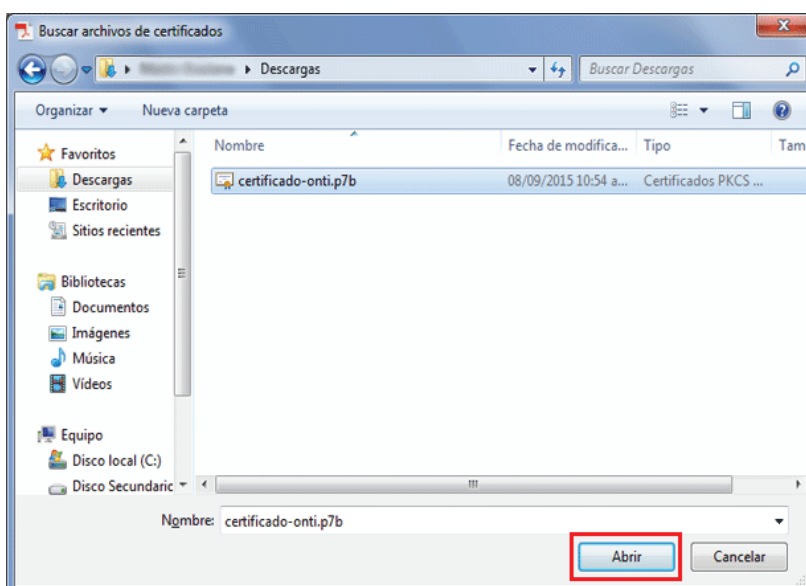 Buscar archivos de certificados
Descargas
Buscar Descargas
Organizar
Nueva carpeta
Nombre
Fecha de modifica...
Tipo
Tam
Favoritos
Descargas
certificado-onti.p7b
08/09/2015 10:54 a...
Certificados PKCS ...
Escritorio
Sitios recientes
Bibliotecas
Documentos
Imágenes
Música
Vídeos
Equipo
Disco local (C:)
Disco Secundaric
Nombre:
certificado-onti.p7b
Abrir
Cancelar